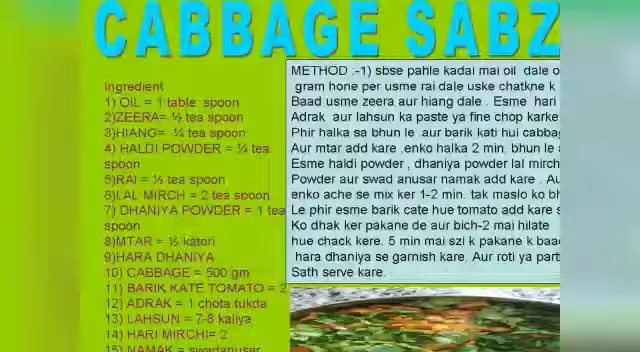 CABBAGE SABZ
Ingredient
1) OIL = 1 table spoon
2)ZEERA= ½ tea spoon
3)HIANG= ¼ tea spoon
4) HALDI POWDER = ¼ tea
spoon
5)RAI = ½ tea spoon
6)LAL MIRCH = 2 tea spoon
7) DHANIYA POWDER = 1 tea
spoon
8)MTAR = ½ katori
9)HARA DHANIYA
10) CABBAGE = 500 gm
11) BARIK KATE TOMATO = 2
12) ADRAK = 1 chota tukda
13) LAHSUN = 7-8 kaliya
14) HARI MIRCHI= 2
15) NAMAK = swadanusar
METHOD :-1) sbse pahle kadai mai oil dale o
gram hone per usme rai dale uske chatkne k
Baad usme zeera aur hiang dale . Esme hari
Adrak aur lahsun ka paste ya fine chop karke
Phir halka sa bhun le .aur barik kati hui cabbag
Aur mtar add kare .enko halka 2 min. bhun le
Esme haldi powder , dhaniya powder lal mirch
Powder aur swad anusar namak add kare . Au
enko ache se mix ker 1-2 min. tak maslo ko bh
Le phir esme barik cate hue tomato add kare s
Ko dhak ker pakane de aur bich-2 mai hilate
hue chack kere. 5 min mai szi k pakane k baa
hara dhaniya se garnish kare. Aur roti ya part
Sath serve kare.